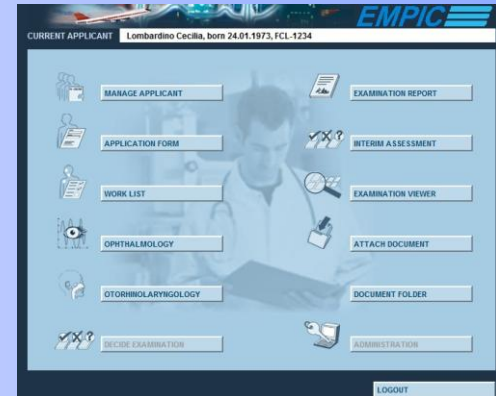 EMPIC
CURRENT APPLICANT Lombardino Cecilia, born 24.01.1973, FCL-1234
MANAGE APPLICANT
EXAMINATION REPORT
APPLICATION FORM
INTERIM ASSESSMENT
WORK LIST
EXAMINATION VIEWER
OPHTHALMOLOGY
ATTACH DOCUMENT
OTORHINOLARYNGOLOGY
DOCUMENT FOLDER
DECIDE EXAMINATION
ADMINISTRATION
LOGOUT